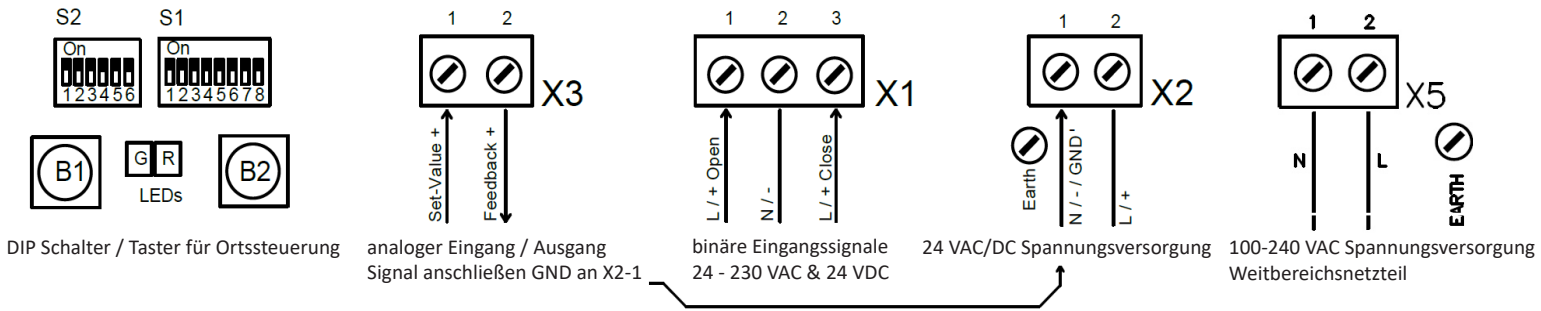 S2 S1
On On
123456 12345678
B1 G R B2
LEDs
DIP Schalter / Taster für Ortssteuerung
1 2
X3
Set-Value +
Feedback +
analoger Eingang / Ausgang
Signal anschließen GND an X2-1
1 2 3
X1
L / + Open
N / -
L / + Close
binäre Eingangssignale
24 - 230 VAC & 24 VDC
1 2
X2
Earth
N / - / GND'
L / +
24 VAC/DC Spannungsversorgung
1 2
X5
N L
EARTH
100-240 VAC Spannungsversorgung
Weitbereichsnetzteil